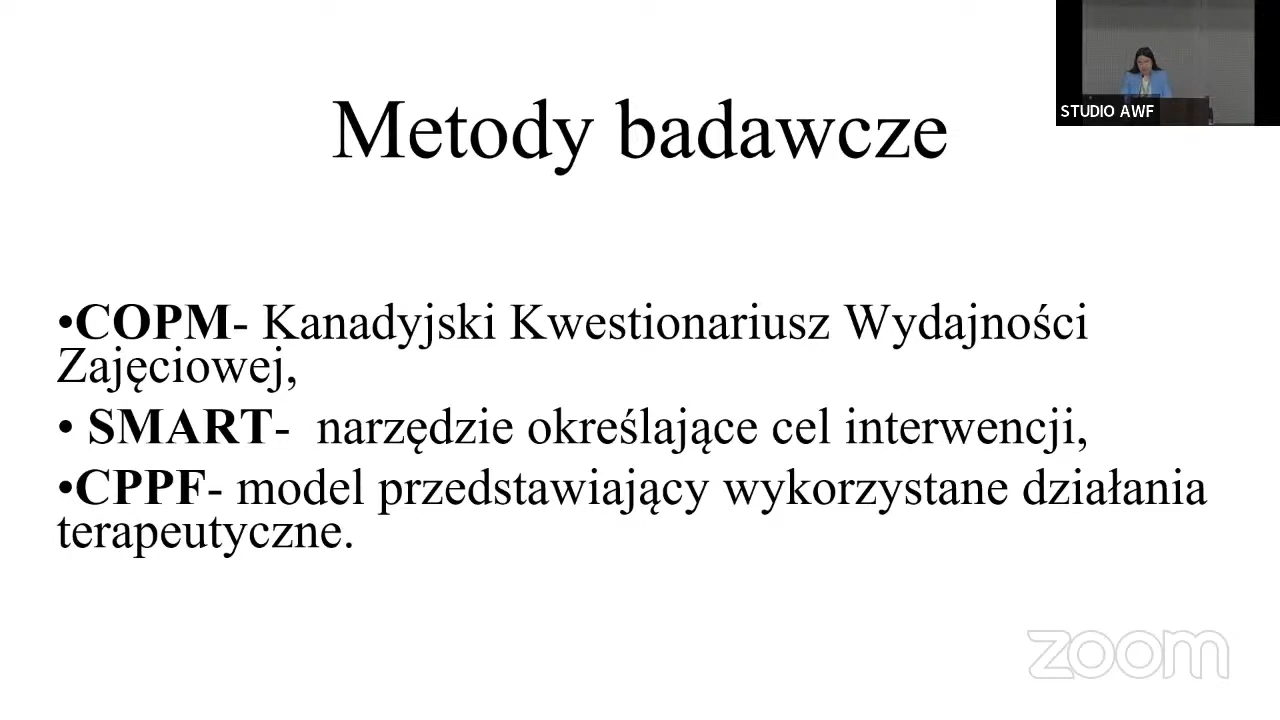 STUDIO AWF
Metody badawcze
•COPM- Kanadyjski Kwestionariusz Wydajności
Zajęciowej,
• SMART- narzędzie określające cel interwencji,
•CPPF- model przedstawiający wykorzystane działania
terapeutyczne.
zoom